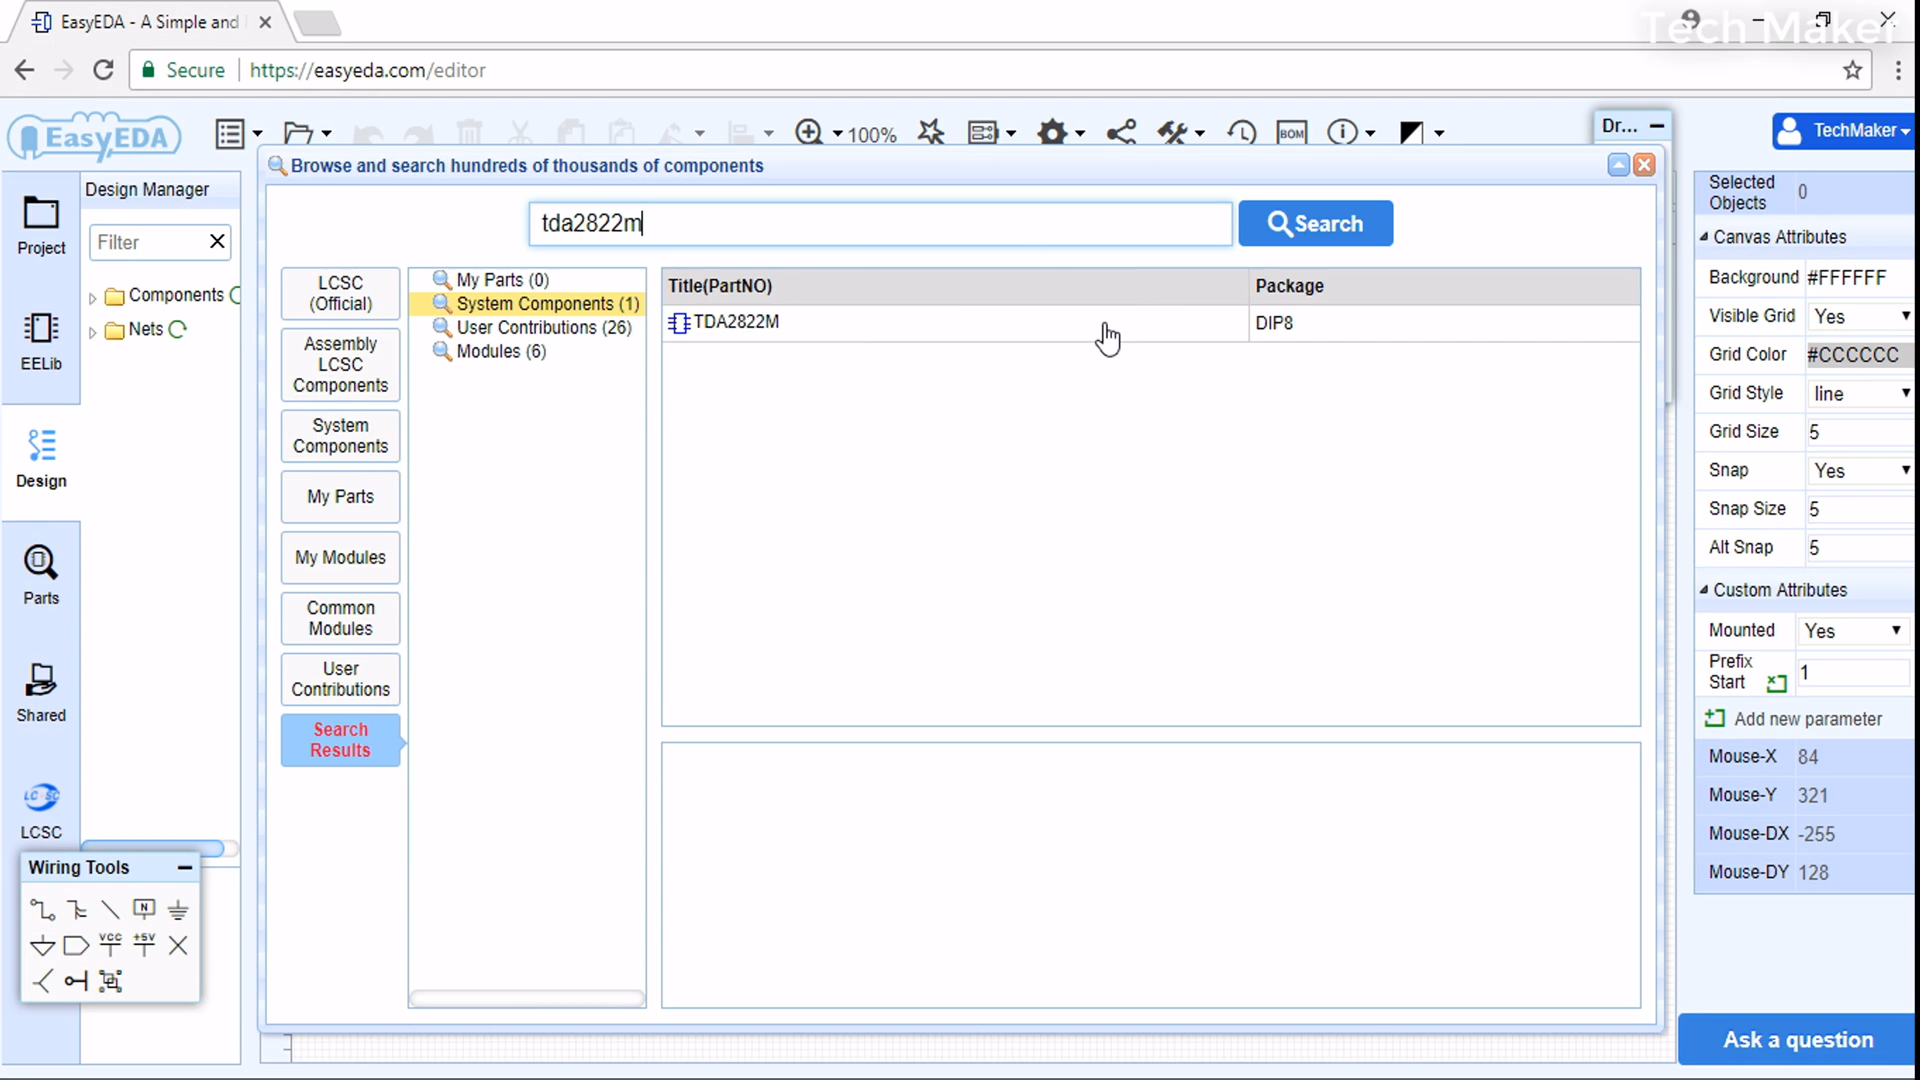 EasyEDA - A Simple and
Tech Maker
Secure
https://easyeda.com/editor
EasyEDA
100%
BOM
Dr...
TechMaker
Browse and search hundreds of thousands of components
Project
EELib
Design
Parts
Shared
LCSC
LCSC
Design Manager
Filter
Components
Nets
tda2822m
Search
LCSC
(Official)
Assembly
LCSC
Components
System
Components
My Parts
My Modules
Common
Modules
User
Contributions
Search
Results
My Parts (0)
System Components (1)
User Contributions (26)
Modules (6)
Title(PartNO)
Package
TDA2822M
DIP8
Wiring Tools
N
VCC
+5V
Selected
Objects
0
Canvas Attributes
Background
#FFFFFF
Visible Grid
Yes
Grid Color
#CCCCCC
Grid Style
line
Grid Size
5
Snap
Yes
Snap Size
5
Alt Snap
5
Custom Attributes
Mounted
Yes
Prefix
Start
1
Add new parameter
Mouse-X
84
Mouse-Y
321
Mouse-DX
-255
Mouse-DY
128
Ask a question